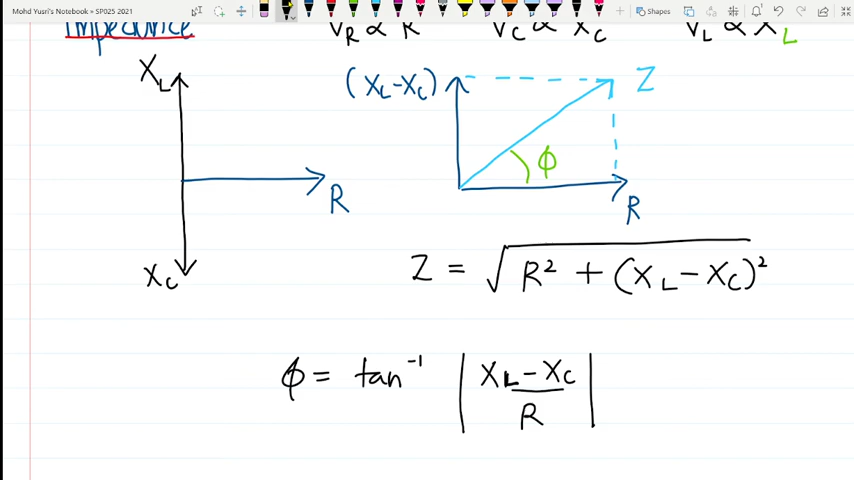 Mohd Yusri's Notebook » SP025 2021
Shapes
Impedance
V_R ∝ R
V_C ∝ X_C
V_L ∝ X_L
X_L
R
X_C
(X_L-X_C)
Z
ϕ
R
Z = √(R² + (X_L - X_C)²)
ϕ = tan⁻¹ | (X_L - X_C) / R |